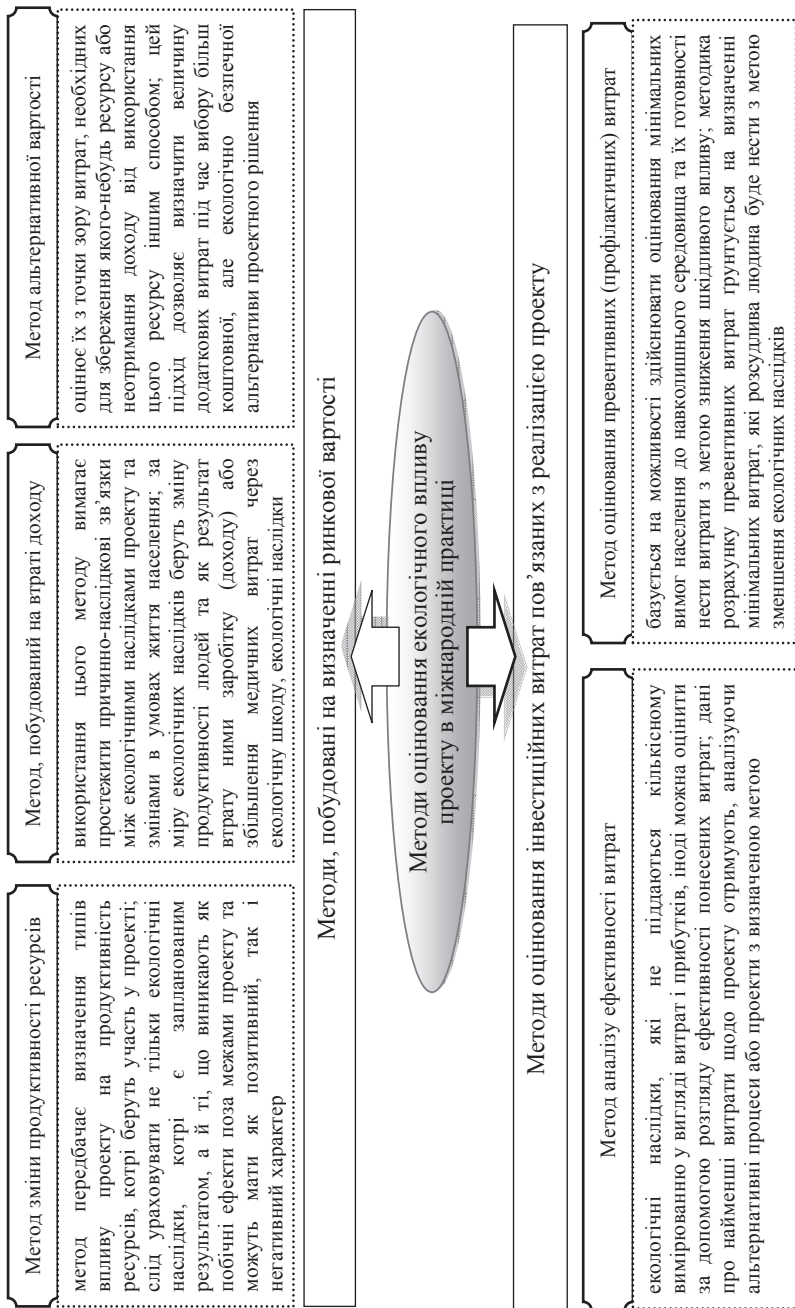 Метод зміни продуктивності ресурсів
метод передбачає визначення типів
впливу проекту на продуктивність
ресурсів, котрі беруть участь у проекті;
слід ураховувати не тільки екологічні
наслідки, котрі є запланованим
результатом, а й ті, що виникають як
побічні ефекти поза межами проекту та
можуть мати як позитивний, так і
негативний характер
Метод, побудований на втраті доходу
використання цього методу вимагає
простежити причинно-наслідкові зв'язки
між екологічними наслідками проекту та
змінами в умовах життя населення; за
міру екологічних наслідків беруть зміну
продуктивності людей та як результат
втрату ними заробітку (доходу) або
збільшення медичних витрат через
екологічну шкоду, екологічні наслідки
Метод альтернативної вартості
оцінює їх з точки зору витрат, необхідних
для збереження якого-небудь ресурсу або
неотримання доходу від використання
цього ресурсу іншим способом; цей
підхід дозволяє визначити величину
додаткових витрат під час вибору більш
коштовної, але екологічно безпечної
альтернативи проектного рішення
Методи, побудовані на визначенні ринкової вартості
Методи оцінювання екологічного впливу
проекту в міжнародній практиці
Методи оцінювання інвестиційних витрат пов'язаних з реалізацією проекту
Метод аналізу ефективності витрат
екологічні наслідки, які не піддаються кількісному
вимірюванню у вигляді витрат і прибутків, іноді можна оцінити
за допомогою розгляду ефективності понесених витрат; дані
про найменші витрати щодо проекту отримують, аналізуючи
альтернативні процеси або проекти з визначеною метою
Метод оцінювання превентивних (профілактичних) витрат
базується на можливості здійснювати оцінювання мінімальних
вимог населення до навколишнього середовища та їх готовності
нести витрати з метою зниження шкідливого впливу; методика
розрахунку превентивних витрат ґрунтується на визначенні
мінімальних витрат, які розсудлива людина буде нести з метою
зменшення екологічних наслідків